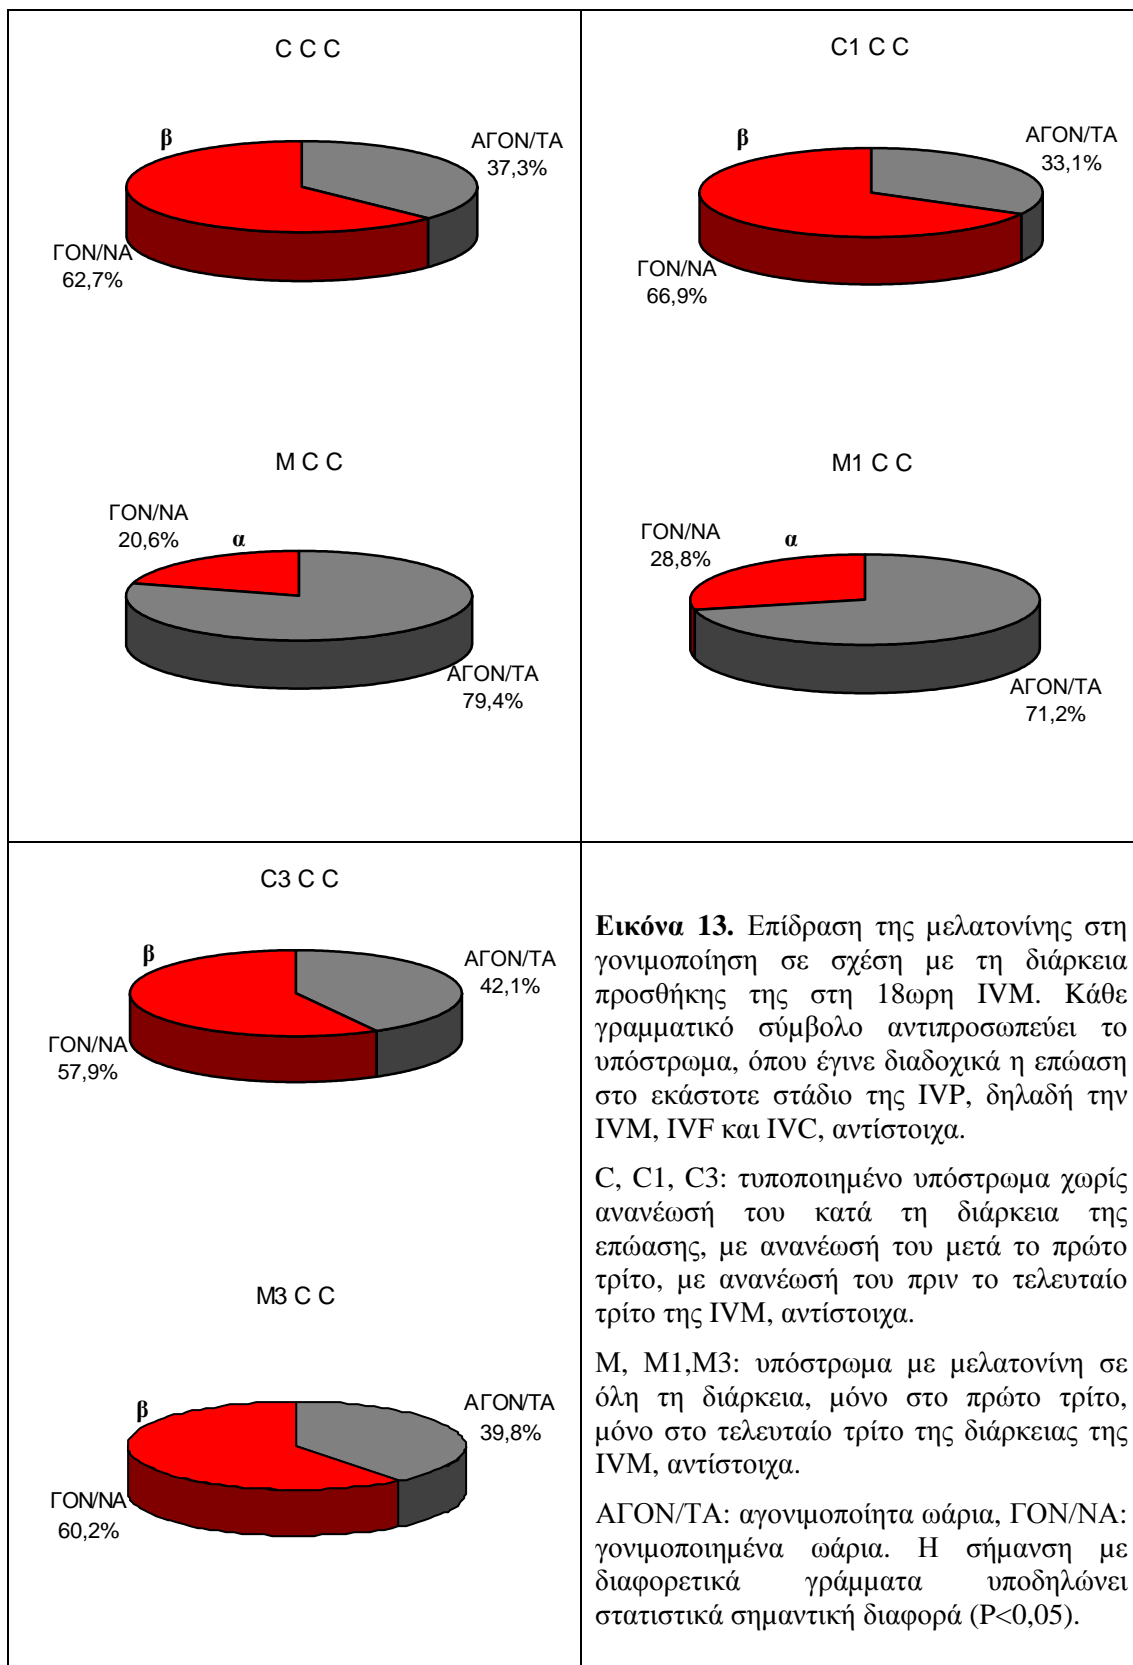 C C C
β
ΑΓΟΝ/ΤΑ
37,3%
ΓΟΝ/ΝΑ
62,7%
C1 C C
β
ΑΓΟΝ/ΤΑ
33,1%
ΓΟΝ/ΝΑ
66,9%
M C C
ΓΟΝ/ΝΑ
20,6%
α
ΑΓΟΝ/ΤΑ
79,4%
M1 C C
ΓΟΝ/ΝΑ
28,8%
α
ΑΓΟΝ/ΤΑ
71,2%
C3 C C
β
ΑΓΟΝ/ΤΑ
42,1%
ΓΟΝ/ΝΑ
57,9%
M3 C C
β
ΑΓΟΝ/ΤΑ
39,8%
ΓΟΝ/ΝΑ
60,2%
Εικόνα 13. Επίδραση της μελατονίνης στη
γονιμοποίηση σε σχέση με τη διάρκεια
προσθήκης της στη 18ωρη IVM. Κάθε
γραμματικό σύμβολο αντιπροσωπεύει το
υπόστρωμα, όπου έγινε διαδοχικά η επώαση
στο εκάστοτε στάδιο της IVP, δηλαδή την
IVM, IVF και IVC, αντίστοιχα.
C, C1, C3: τυποποιημένο υπόστρωμα χωρίς
ανανέωσή του κατά τη διάρκεια της
επώασης, με ανανέωσή του μετά το πρώτο
τρίτο, με ανανέωσή του πριν το τελευταίο
τρίτο της IVM, αντίστοιχα.
M, M1,M3: υπόστρωμα με μελατονίνη σε
όλη τη διάρκεια, μόνο στο πρώτο τρίτο,
μόνο στο τελευταίο τρίτο της διάρκειας της
IVM, αντίστοιχα.
ΑΓΟΝ/ΤΑ: αγονιμοποίητα ωάρια, ΓΟΝ/ΝΑ:
γονιμοποιημένα ωάρια. Η σήμανση με
διαφορετικά γράμματα υποδηλώνει
στατιστικά σημαντική διαφορά (P<0,05).